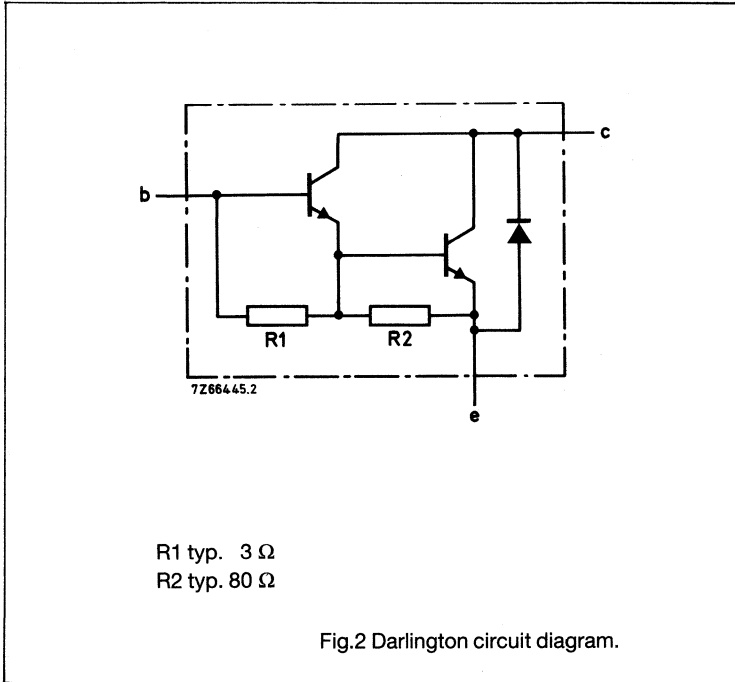 c
b
R1
R2
7Z66445.2
e
R1 typ. 3 Ω
R2 typ. 80 Ω
Fig.2 Darlington circuit diagram.